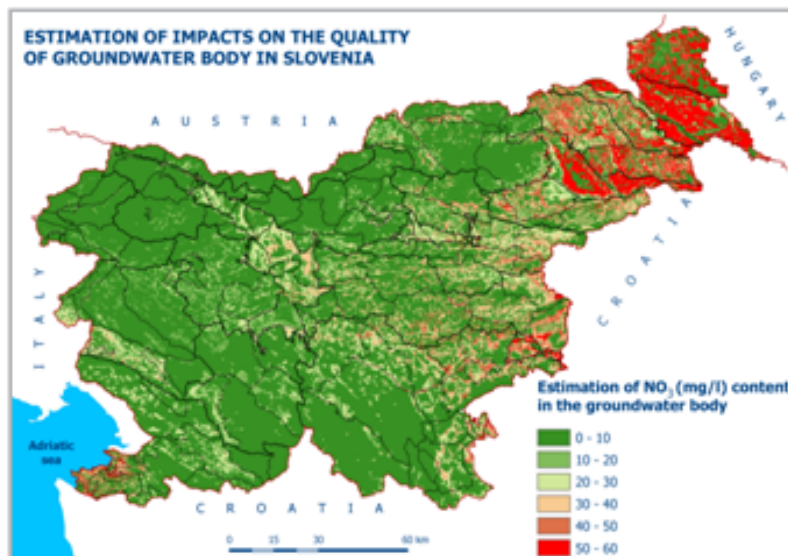 ESTIMATION OF IMPACTS ON THE QUALITY
OF GROUNDWATER BODY IN SLOVENIA
AUSTRIA
HUNGARY
CROATIA
ITALY
Adriatic
sea
CROATIA
Estimation of NO3 (mg/l) content
in the groundwater body
0 - 10
10 - 20
20 - 30
30 - 40
40 - 50
50 - 60
0 15 30 60 km